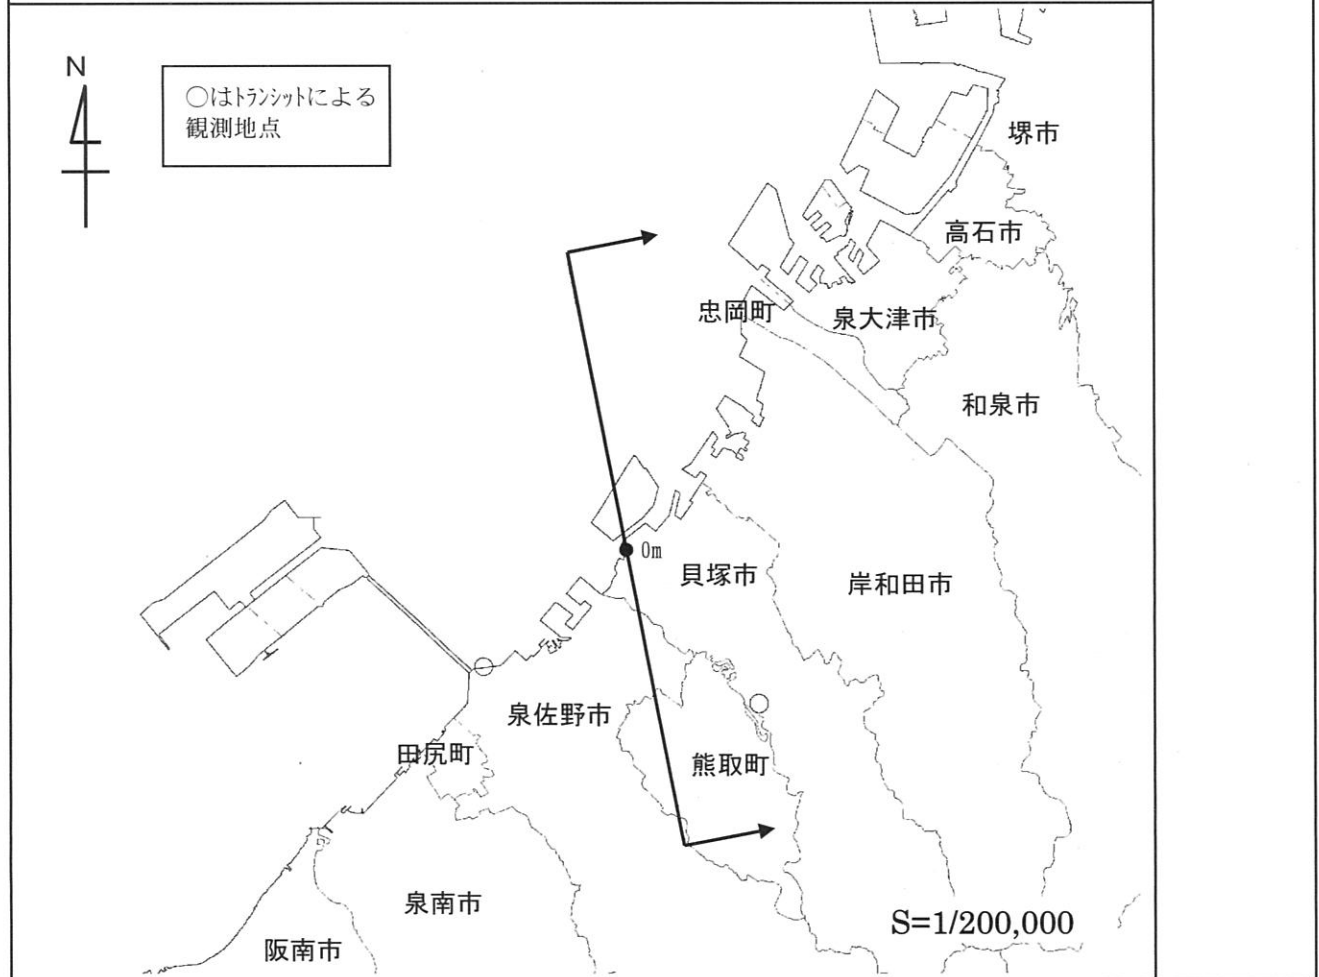 N
○はトランシットによる
観測地点
堺市
高石市
忠岡町
泉大津市
和泉市
0m
貝塚市
岸和田市
泉佐野市
田尻町
熊取町
泉南市
S=1/200,000
阪南市